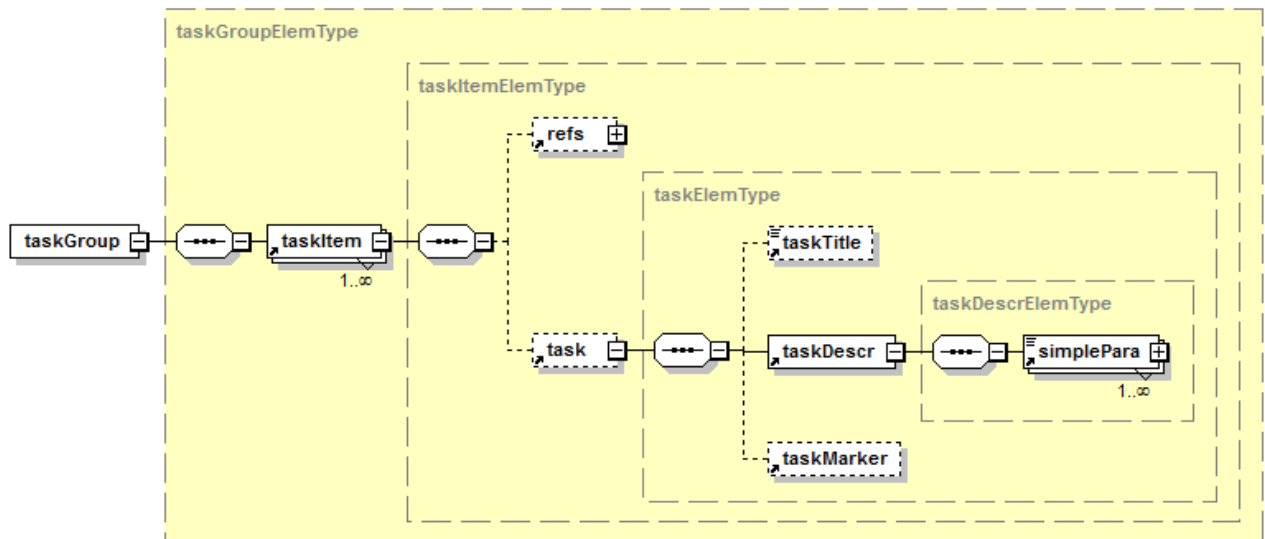 taskGroupElemType
taskItemElemType
refs
taskElemType
taskGroup
taskItem
1..∞
taskTitle
taskDescrElemType
task
taskDescr
simplePara
1..∞
taskMarker